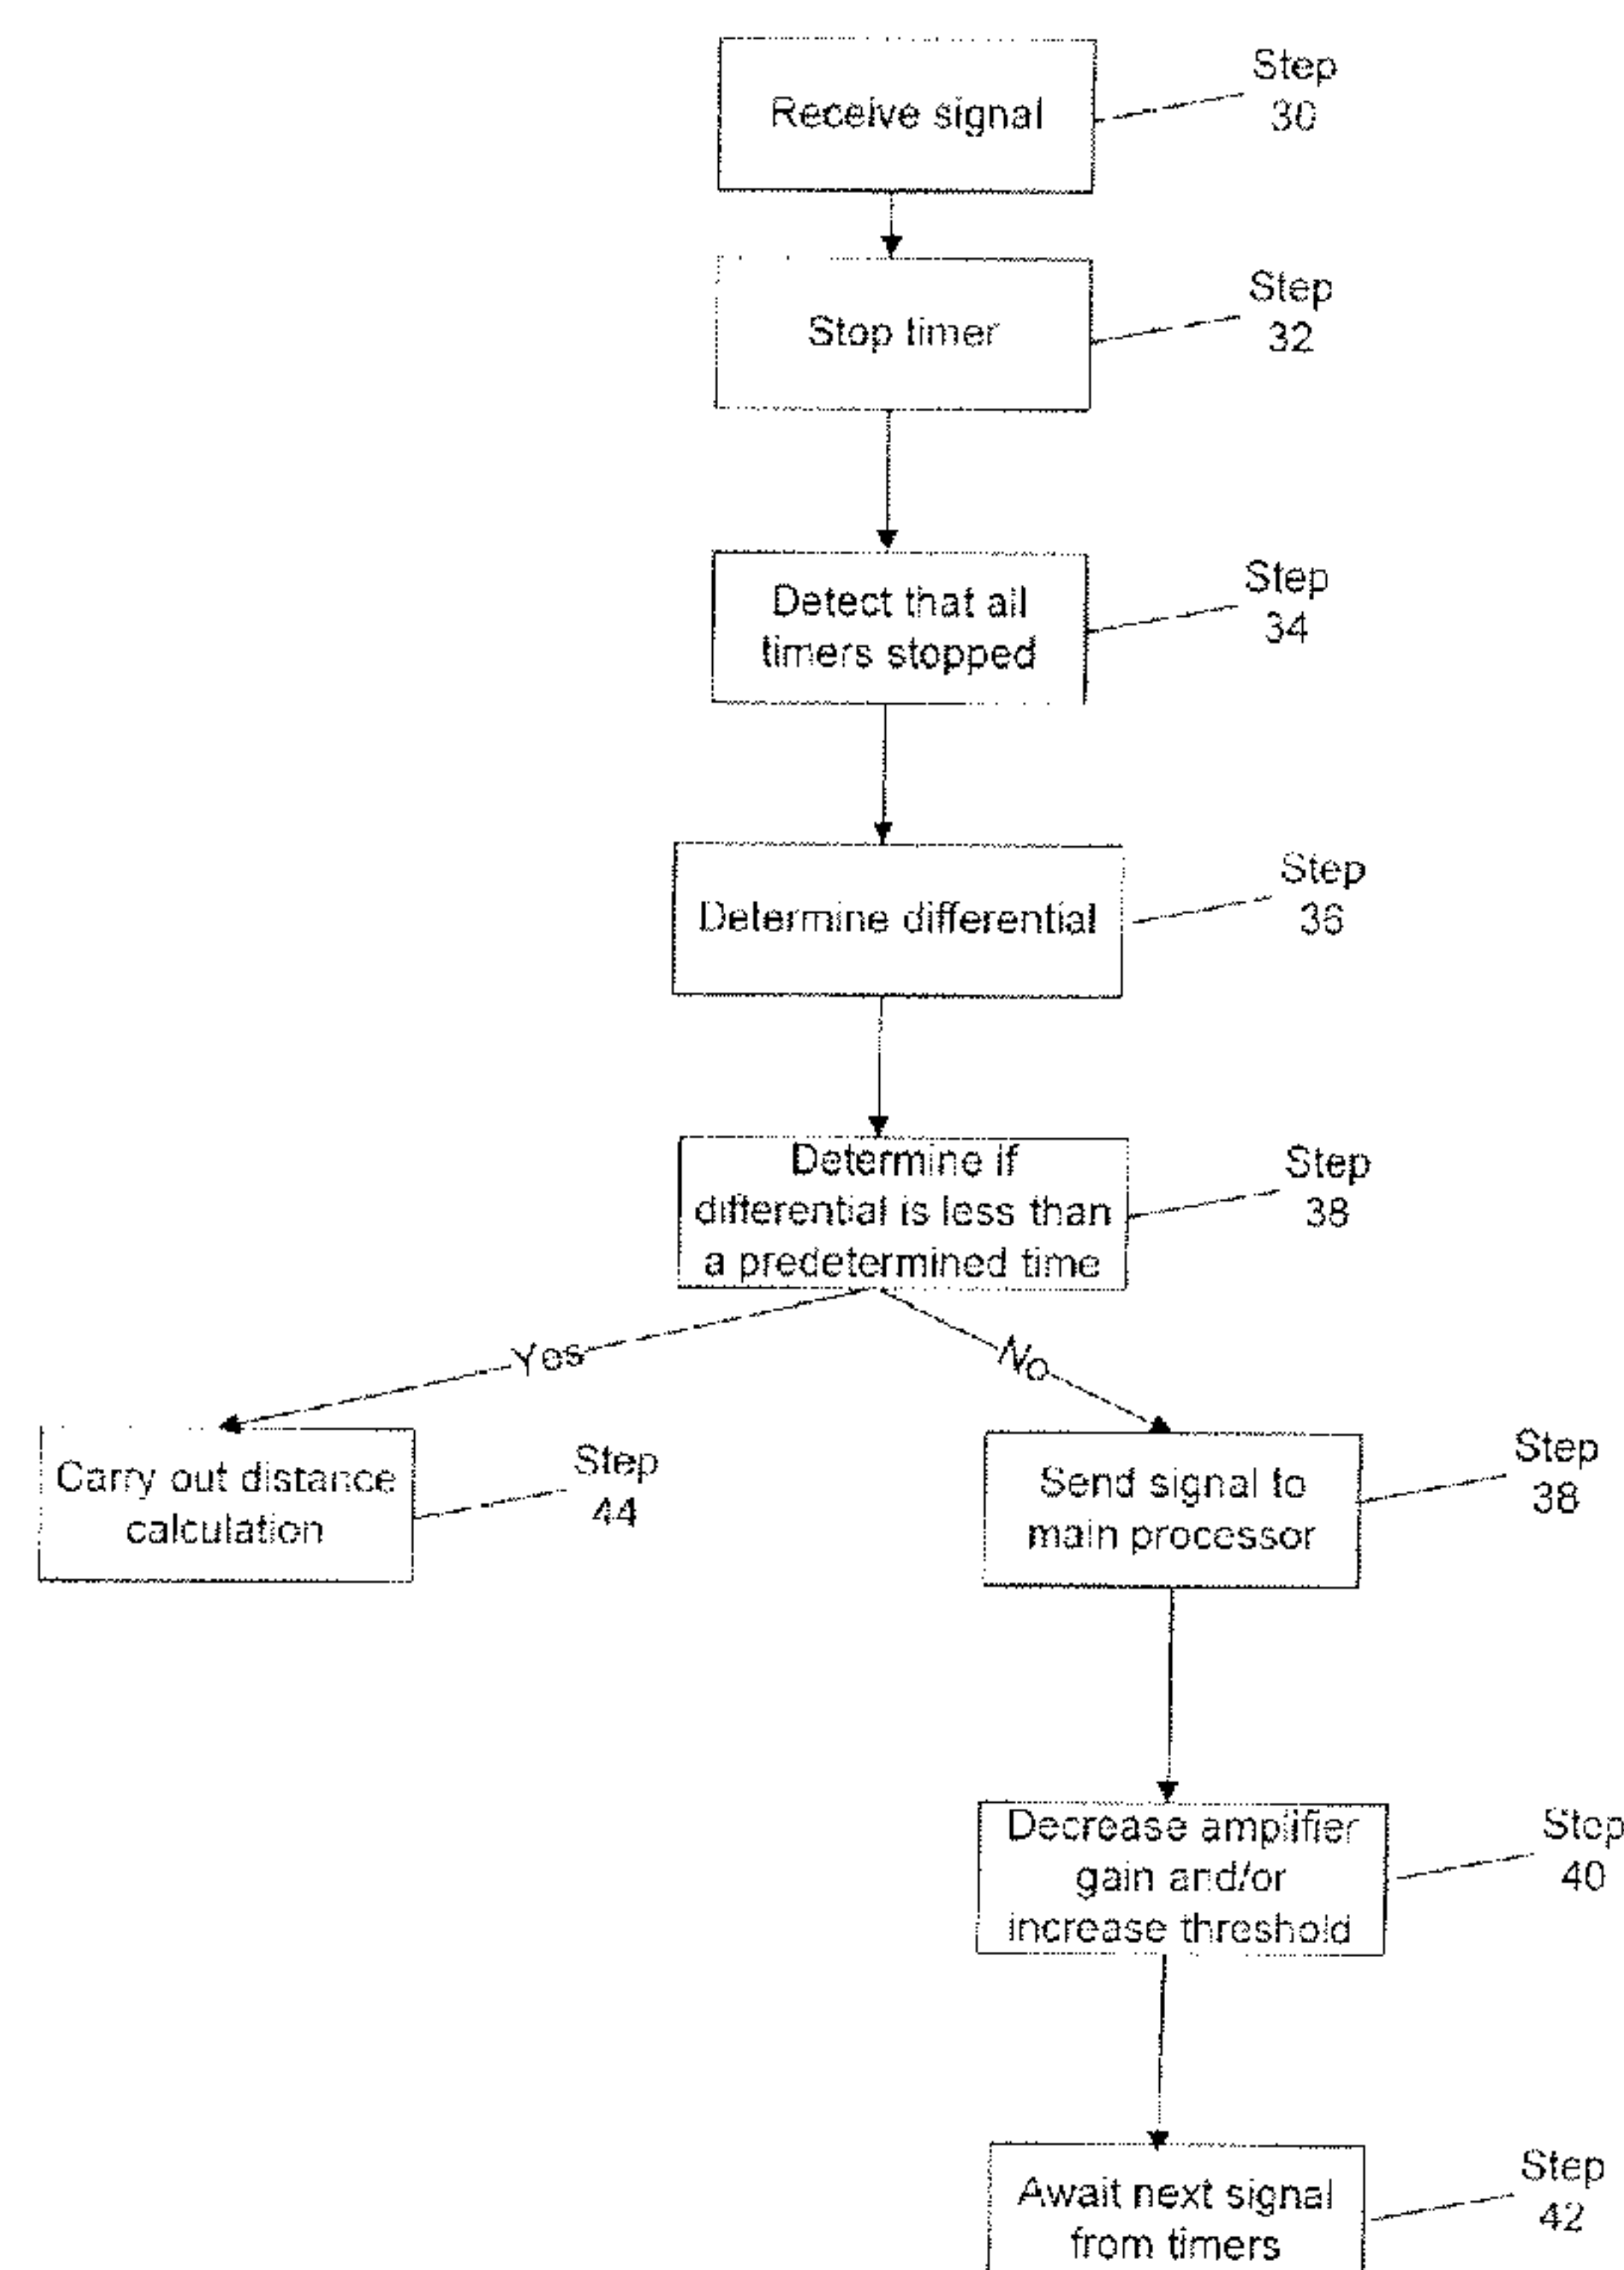 Receive signal
Step
30
Stop timer
Step
32
Detect that all
timers stopped
Step
34
Determine differential
Step
36
Determine if
differential is less than
a predetermined time
Step
38
Yes
No
Carry out distance
calculation
Step
44
Send signal to
main processor
Step
38
Decrease amplifier
gain and/or
increase threshold
Step
40
Await next signal
from timers
Step
42